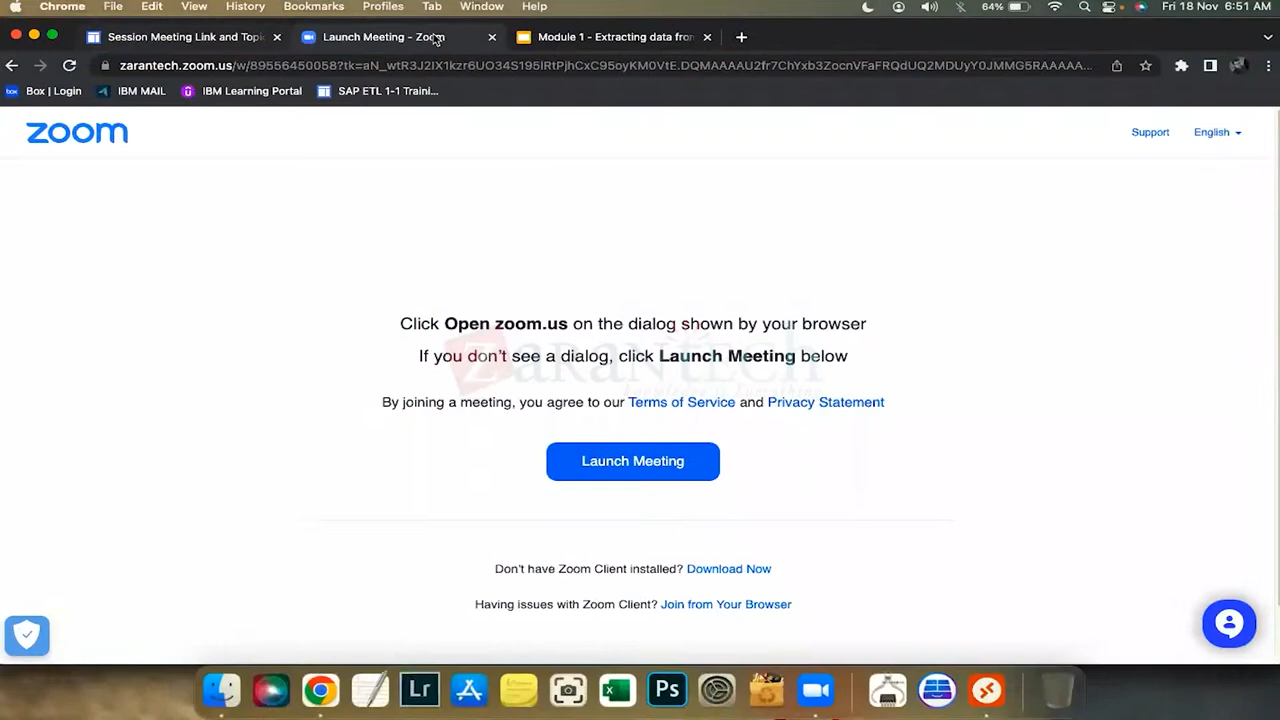 Chrome File Edit View History Bookmarks Profiles Tab Window Help 64% Fri 18 Nov 6:51 AM
Session Meeting Link and Topi Launch Meeting - Zoom Module 1 - Extracting data from
Box | Login IBM MAIL IBM Learning Portal SAP ETL 1-1 Traini...
zoom
Support English
Click Open zoom.us on the dialog shown by your browser
If you don't see a dialog, click Launch Meeting below
ZaranTech
By joining a meeting, you agree to our Terms of Service and Privacy Statement
Launch Meeting
Don't have Zoom Client installed? Download Now
Having issues with Zoom Client? Join from Your Browser
Lr Ps